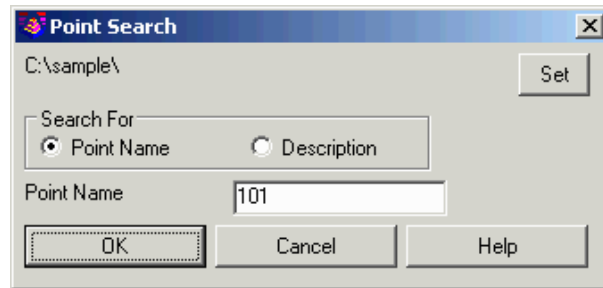 Point Search
C:\sample\
Set
Search For
Point Name
Description
Point Name
101
OK
Cancel
Help